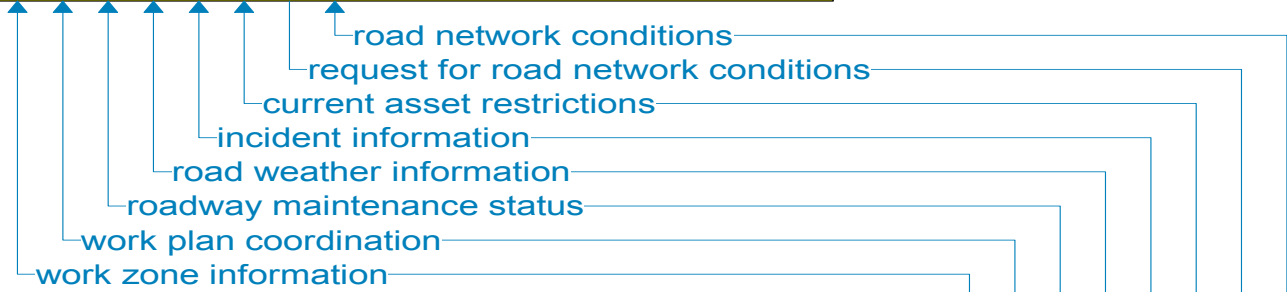 road network conditions
request for road network conditions
current asset restrictions
incident information
road weather information
roadway maintenance status
work plan coordination
work zone information